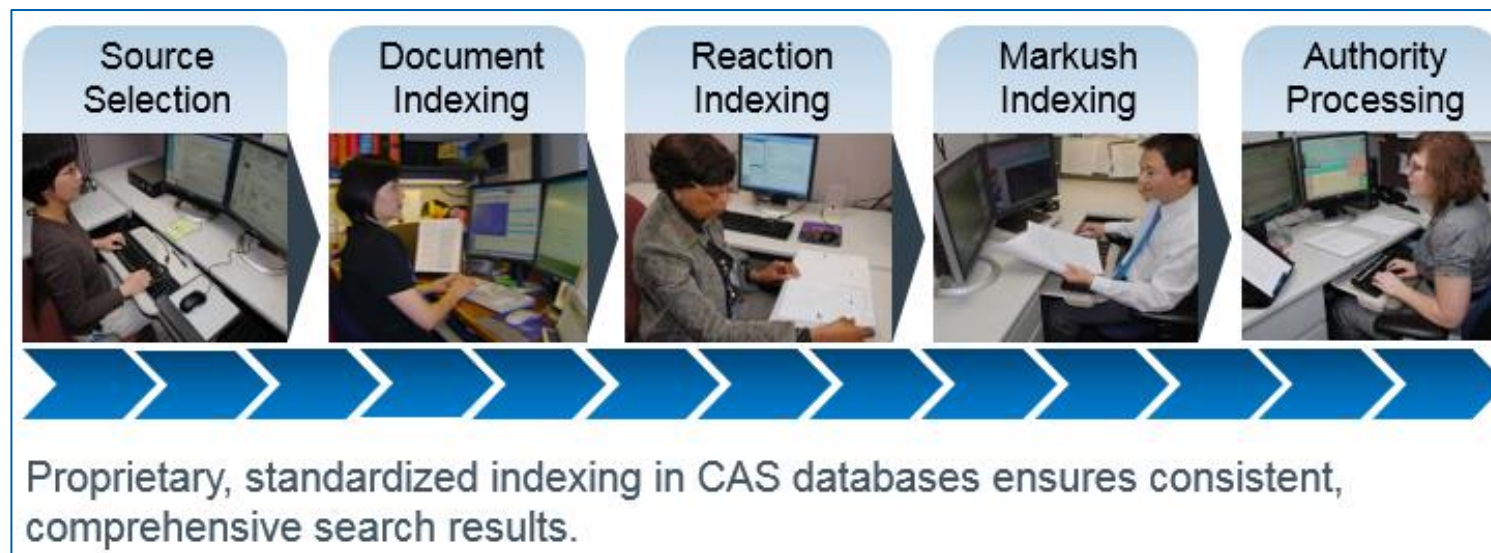 Source
Selection
Document
Indexing
Reaction
Indexing
Markush
Indexing
Authority
Processing
Proprietary, standardized indexing in CAS databases ensures consistent,
comprehensive search results.